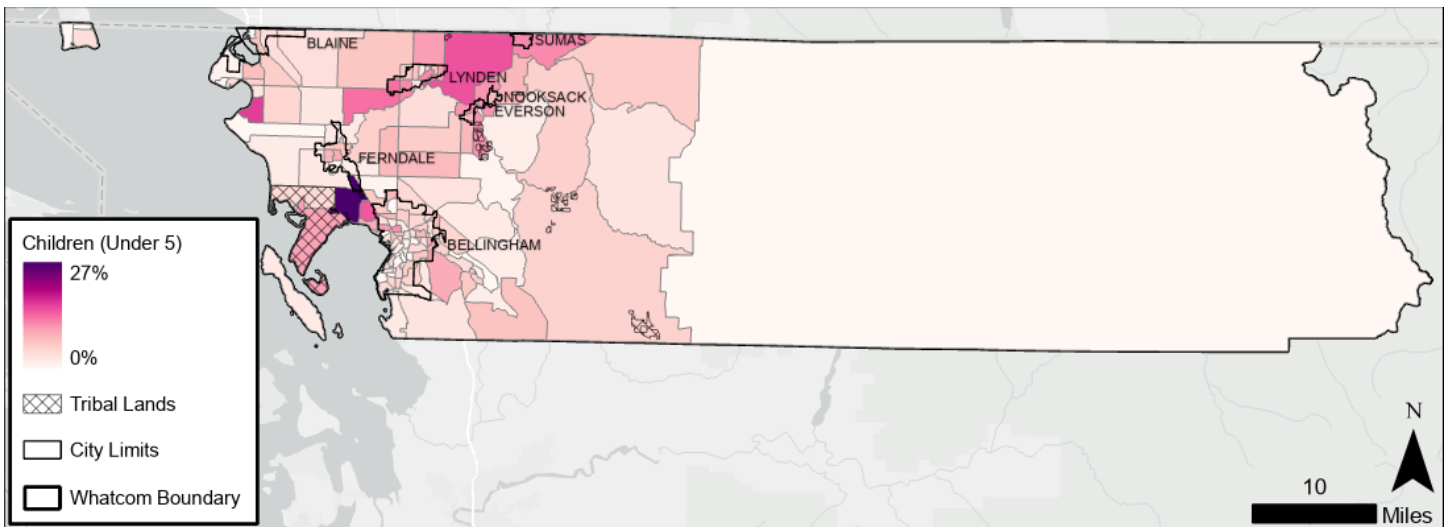 BLAINE
SUMAS
LYNDEN
NOOKSACK
EVERSON
FERNDALE
BELLINGHAM
Children (Under 5)
27%
0%
Tribal Lands
City Limits
Whatcom Boundary
N
10
Miles